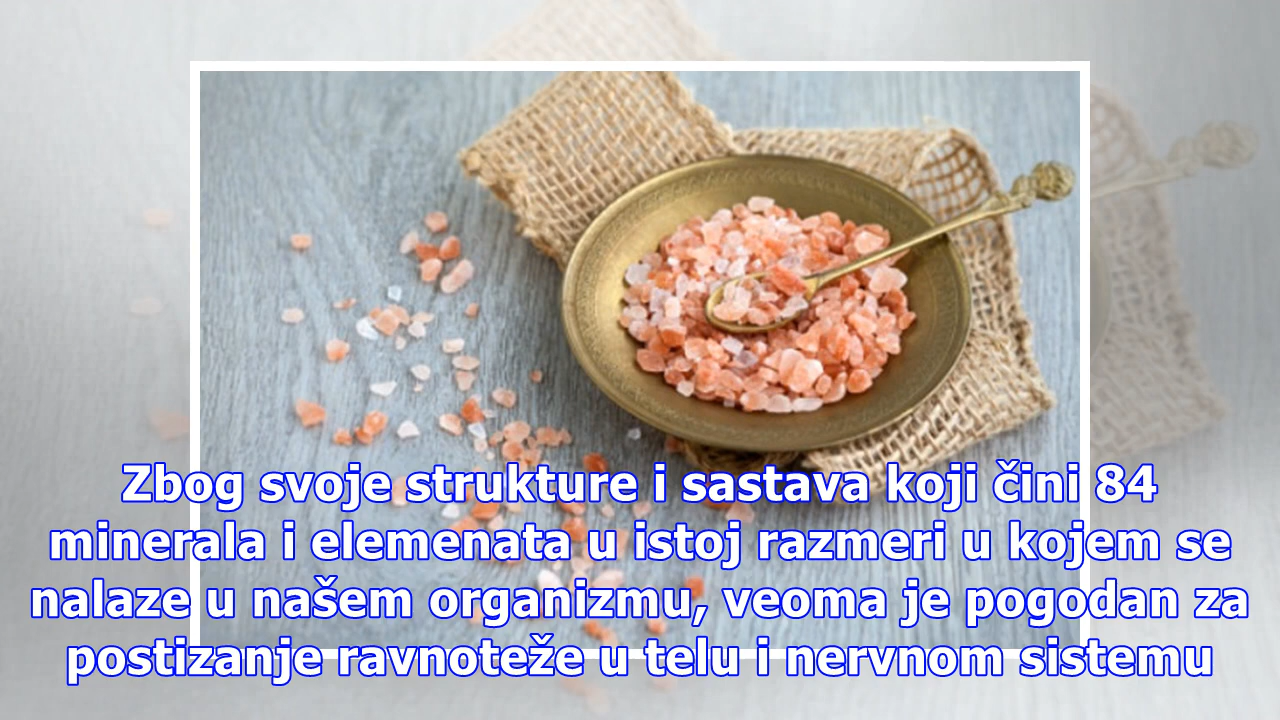 Zbog svoje strukture i sastava koji čini 84
minerala i elemenata u istoj razmeri u kojem se
nalaze u našem organizmu, veoma je pogodan za
postizanje ravnoteže u telu i nervnom sistemu